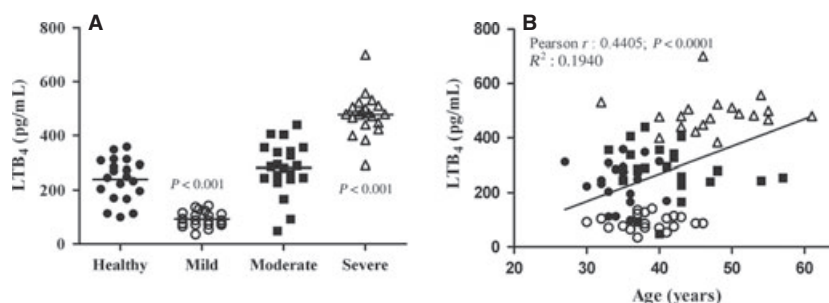 A
LTB4 (pg/mL)
800
600
400
200
0
P < 0.001
P < 0.001
Healthy Mild Moderate Severe
B
Pearson r : 0.4405; P < 0.0001
R² : 0.1940
LTB4 (pg/mL)
800
600
400
200
0
20 30 40 50 60
Age (years)